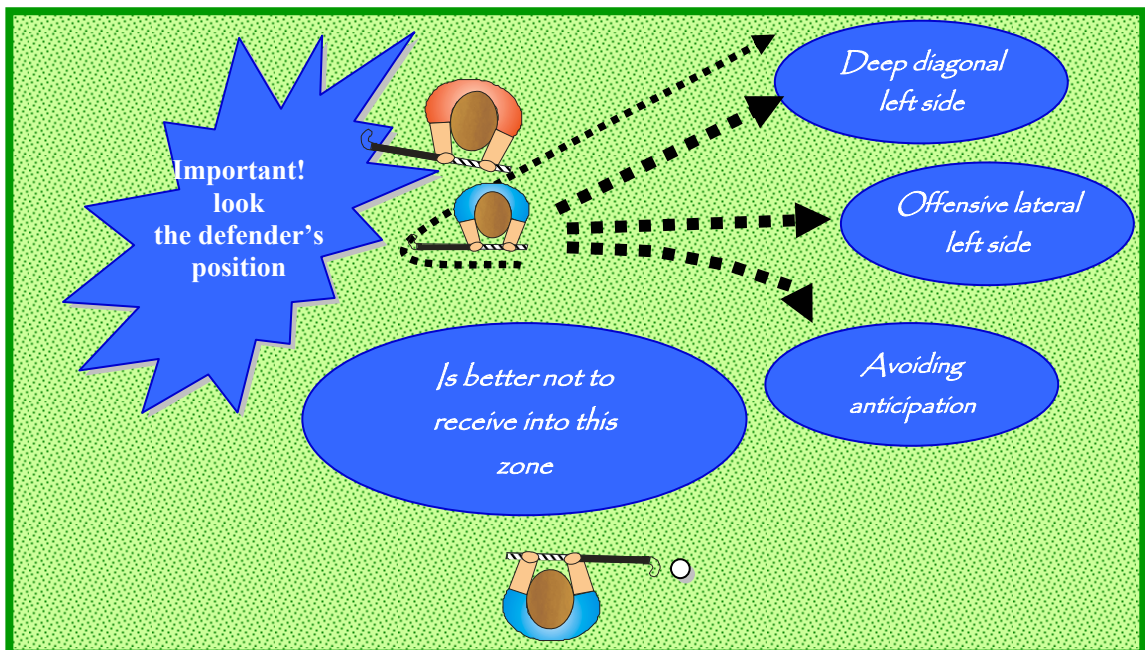 Important!
look
the defender's
position
Deep diagonal
left side
Offensive lateral
left side
Avoiding
anticipation
Is better not to
receive into this
zone